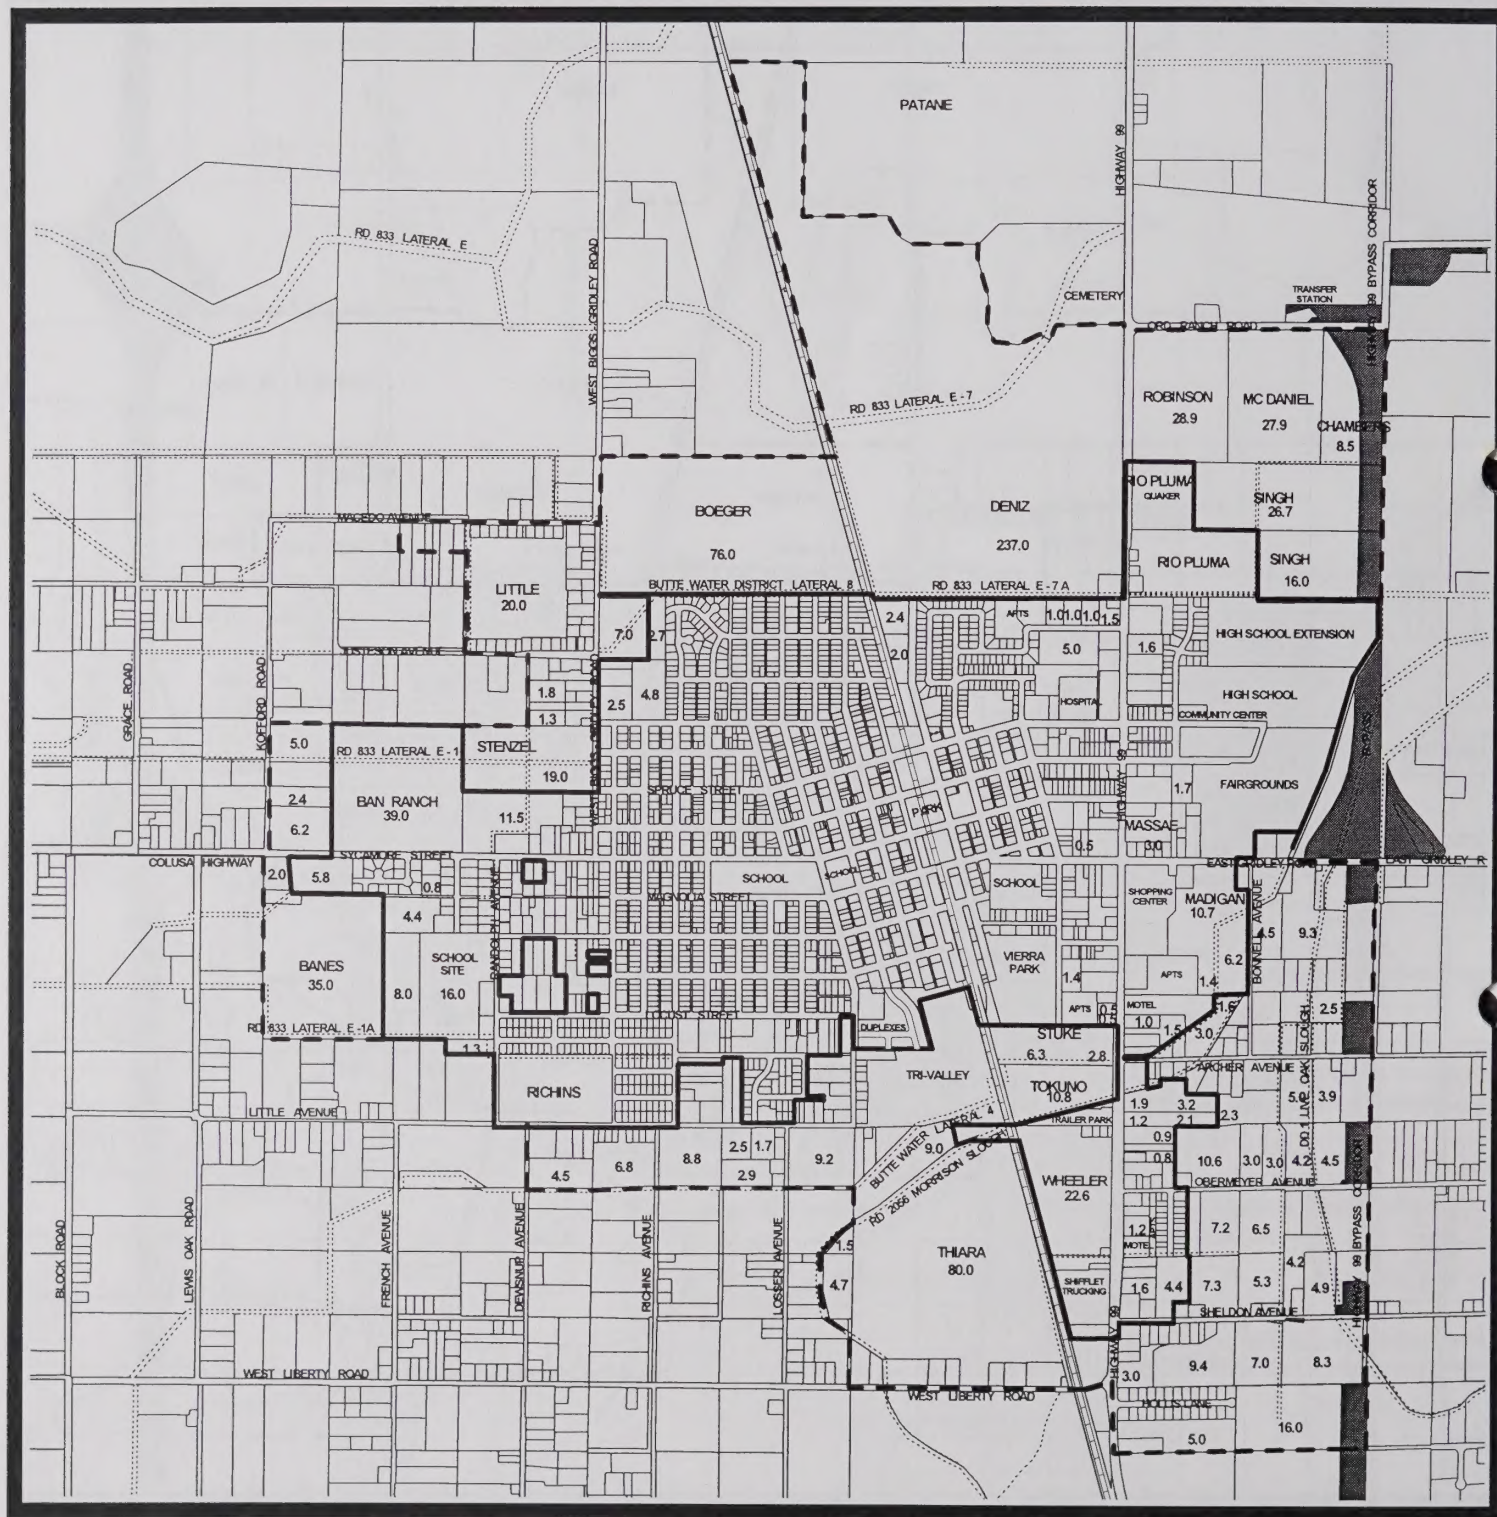 PATANE
HIGHWAY 99
HIGHWAY 99 BYPASS CORRIDOR
RD 833 LATERAL E
WEST BIGGS-GRIDLEY ROAD
CEMETERY
TRANSFER
STATION
ORD RANCH ROAD
RD 833 LATERAL E-7
ROBINSON
28.9
MC DANIEL
27.9
CHAMBERS
8.5
BOEGER
76.0
DENIZ
237.0
RIO PLUMA
QUAKER
SINGH
26.7
RIO PLUMA
SINGH
16.0
MACEDO AVENUE
LITTLE
20.0
BUTTE WATER DISTRICT LATERAL 8
RD 833 LATERAL E-7 A
7.0
2.7
2.4
2.0
APTS
1.0
1.0
1.0
1.5
5.0
1.6
HIGH SCHOOL EXTENSION
HIGH SCHOOL
HOSPITAL
COMMUNITY CENTER
JUSTESON AVENUE
GRACE ROAD
KOFFORD ROAD
1.8
1.3
2.5
4.8
5.0
RD 833 LATERAL E-1
STENZEL
19.0
WEST BIGGS GRIDLEY ROAD
BYPASS
HIGHWAY 99
FAIRGROUNDS
1.7
2.4
6.2
BAN RANCH
39.0
11.5
SPRUCE STREET
PARK
MASSAE
3.0
0.5
COLUSA HIGHWAY
SYCAMORE STREET
EAST GRIDLEY ROAD
EAST GRIDLEY R
2.0
5.8
0.8
SCHOOL
SCHOOL
SCHOOL
MAGNOLIA STREET
RANDOLPH AVENUE
SHOPPING
CENTER
MADIGAN
10.7
BONNELL AVENUE
4.5
9.3
4.4
BANES
35.0
8.0
SCHOOL
SITE
16.0
VIERRA
PARK
1.4
APTS
1.4
6.2
LOCUST STREET
RD 833 LATERAL E-1A
1.3
DUPLEXES
APTS
0.5
0.5
MOTEL
1.0
1.5
3.0
1.6
2.5
STUKE
6.3
2.8
D.D. 1 LIVE OAK SLOUGH
ARCHER AVENUE
TRI-VALLEY
TOKUNO
10.8
RICHINS
LITTLE AVENUE
TRAILER PARK
1.9
3.2
1.2
2.1
2.3
5.0
3.9
0.9
0.8
BUTTE WATER LATERAL 4
9.0
RD 2056 MORRISON SLOUGH
4.5
6.8
8.8
2.5
1.7
2.9
9.2
10.6
3.0
3.0
4.2
4.5
OBERMEYER AVENUE
WHEELER
22.6
BLOCK ROAD
LEWIS OAK ROAD
FRENCH AVENUE
DEWSNUP AVENUE
RICHINS AVENUE
LOSSER AVENUE
1.5
4.7
THIARA
80.0
1.2
APTS
MOTEL
7.2
6.5
4.2
HIGHWAY 99 BYPASS CORRIDOR
SHIFFLET
TRUCKING
1.6
4.4
7.3
5.3
4.9
SHELDON AVENUE
HIGHWAY 99
WEST LIBERTY ROAD
WEST LIBERTY ROAD
3.0
9.4
7.0
8.3
HOLLIS LANE
5.0
16.0